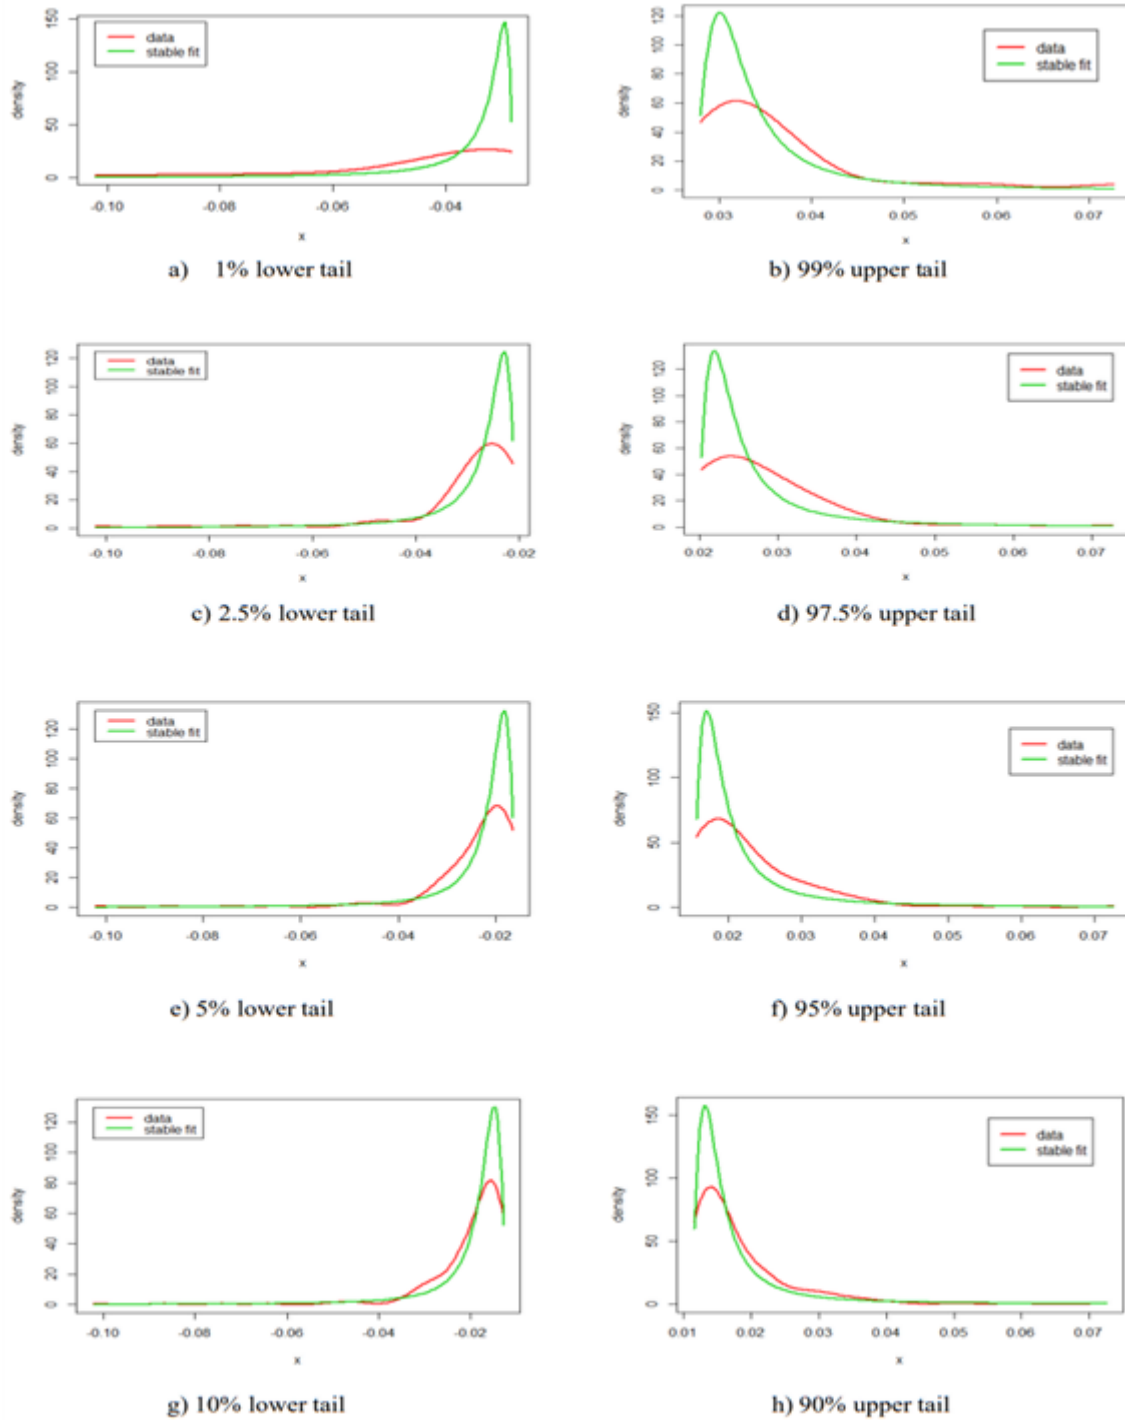 data
stable fit
density
150
100
50
0
-0.10
-0.08
-0.06
-0.04
x
a) 1% lower tail
data
stable fit
density
120
100
80
60
40
20
0
0.03
0.04
0.05
0.06
0.07
x
b) 99% upper tail
data
stable fit
density
120
100
80
60
40
20
0
-0.10
-0.08
-0.06
-0.04
-0.02
x
c) 2.5% lower tail
data
stable fit
density
120
80
60
40
20
0
0.02
0.03
0.04
0.05
0.06
0.07
x
d) 97.5% upper tail
data
stable fit
density
120
80
60
40
20
0
-0.10
-0.08
-0.06
-0.04
-0.02
x
e) 5% lower tail
data
stable fit
density
150
100
50
0
0.02
0.03
0.04
0.05
0.06
0.07
x
f) 95% upper tail
data
stable fit
density
120
80
60
40
20
0
-0.10
-0.08
-0.06
-0.04
-0.02
x
g) 10% lower tail
data
stable fit
density
150
100
50
0
0.01
0.02
0.03
0.04
0.05
0.06
0.07
x
h) 90% upper tail